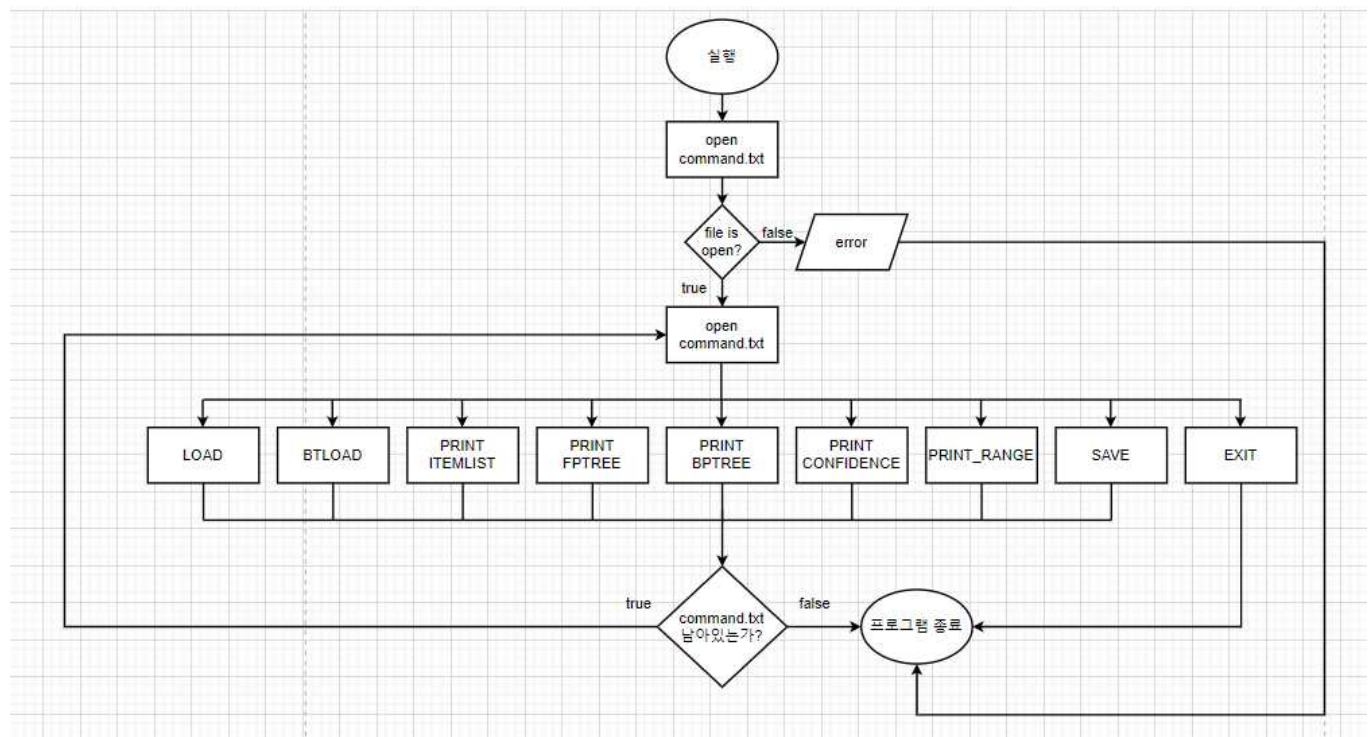 실행
open
command.txt
file is
open?
false
error
true
open
command.txt
LOAD
BTLOAD
PRINT
ITEMLIST
PRINT
FPTREE
PRINT
BPTREE
PRINT
CONFIDENCE
PRINT_RANGE
SAVE
EXIT
true
command.txt
남아있는가?
false
프로그램 종료